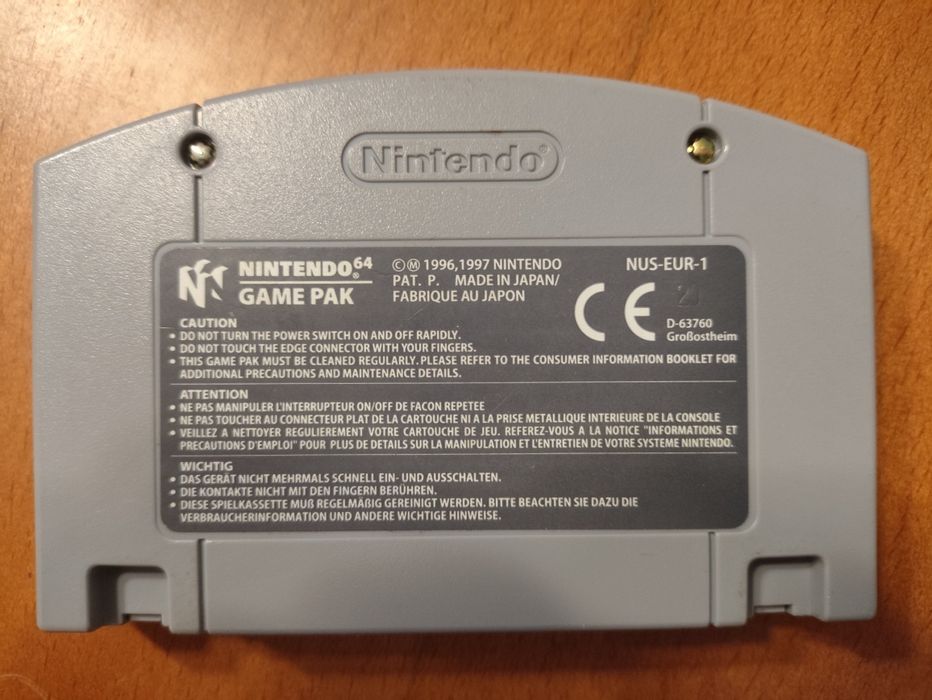 Nintendo®
NINTENDO®64
GAME PAK
©Ⓜ 1996,1997 NINTENDO
PAT. P. MADE IN JAPAN/
FABRIQUE AU JAPON
NUS-EUR-1
CE
D-63760
Großostheim
CAUTION
• DO NOT TURN THE POWER SWITCH ON AND OFF RAPIDLY.
• DO NOT TOUCH THE EDGE CONNECTOR WITH YOUR FINGERS.
• THIS GAME PAK MUST BE CLEANED REGULARLY. PLEASE REFER TO THE CONSUMER INFORMATION BOOKLET FOR
ADDITIONAL PRECAUTIONS AND MAINTENANCE DETAILS.
ATTENTION
• NE PAS MANIPULER L'INTERRUPTEUR ON/OFF DE FACON REPETEE
• NE PAS TOUCHER AU CONNECTEUR PLAT DE LA CARTOUCHE NI A LA PRISE METALLIQUE INTERIEURE DE LA CONSOLE
• VEILLEZ A NETTOYER REGULIEREMENT VOTRE CARTOUCHE DE JEU. REFEREZ-VOUS A LA NOTICE "INFORMATIONS ET
PRECAUTIONS D'EMPLOI" POUR PLUS DE DETAILS SUR LA MANIPULATION ET L'ENTRETIEN DE VOTRE SYSTEME NINTENDO.
WICHTIG
• DAS GERÄT NICHT MEHRMALS SCHNELL EIN- UND AUSSCHALTEN.
• DIE KONTAKTE NICHT MIT DEN FINGERN BERÜHREN.
• DIESE SPIELKASSETTE MUß REGELMÄßIG GEREINIGT WERDEN. BITTE BEACHTEN SIE DAZU DIE
VERBRAUCHERINFORMATION UND ANDERE WICHTIGE HINWEISE.